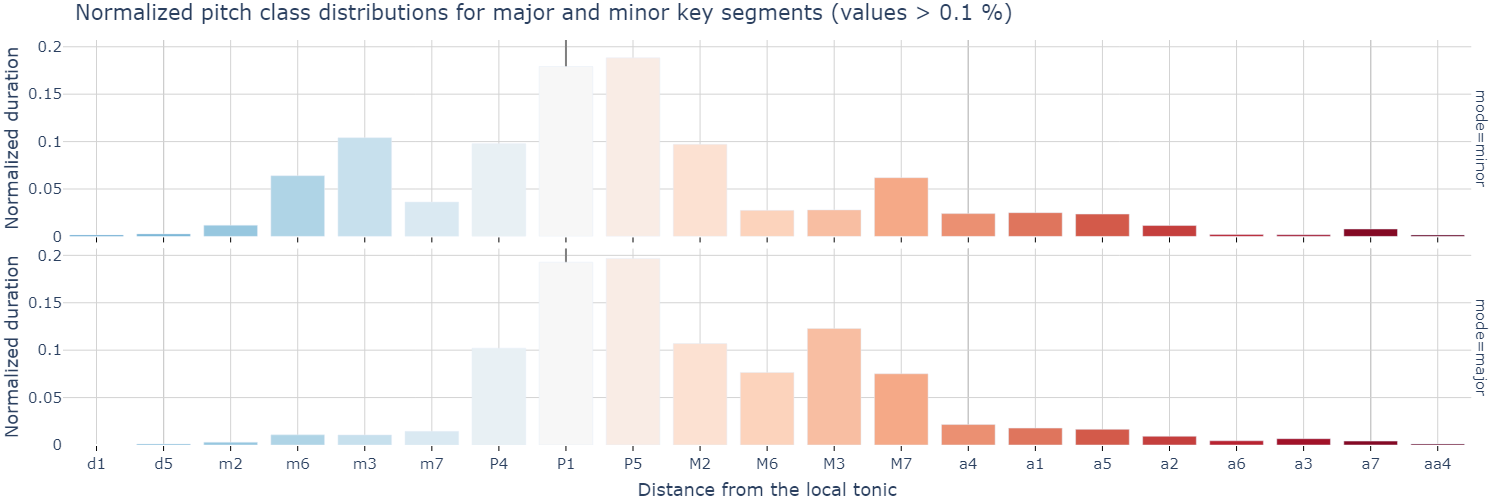 Normalized pitch class distributions for major and minor key segments (values > 0.1 %)
Normalized duration
0.2
0.15
0.1
0.05
0
mode=minor
Normalized duration
0.2
0.15
0.1
0.05
0
mode=major
d1 d5 m2 m6 m3 m7 P4 P1 P5 M2 M6 M3 M7 a4 a1 a5 a2 a6 a3 a7 aa4
Distance from the local tonic